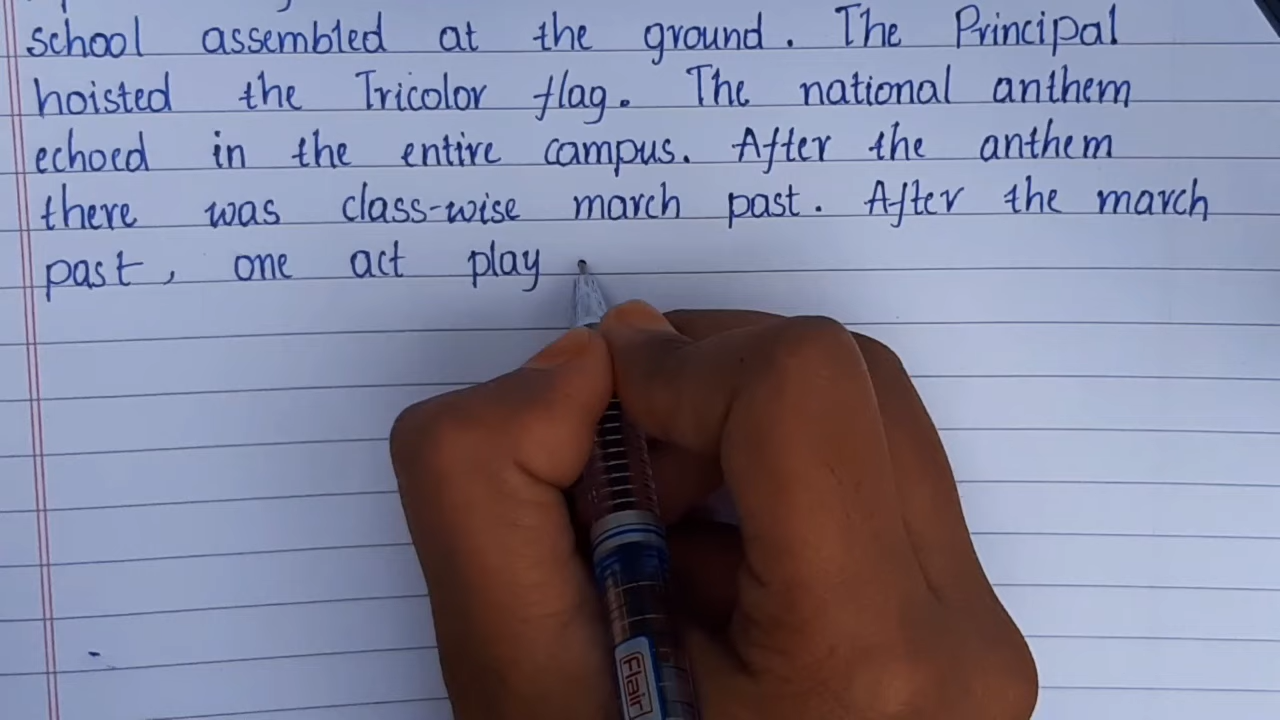 school assembled at the ground. The Principal
hoisted the Tricolor flag. The national anthem
echoed in the entire campus. After the anthem
there was class-wise march past. After the march
past, one act play
Flair